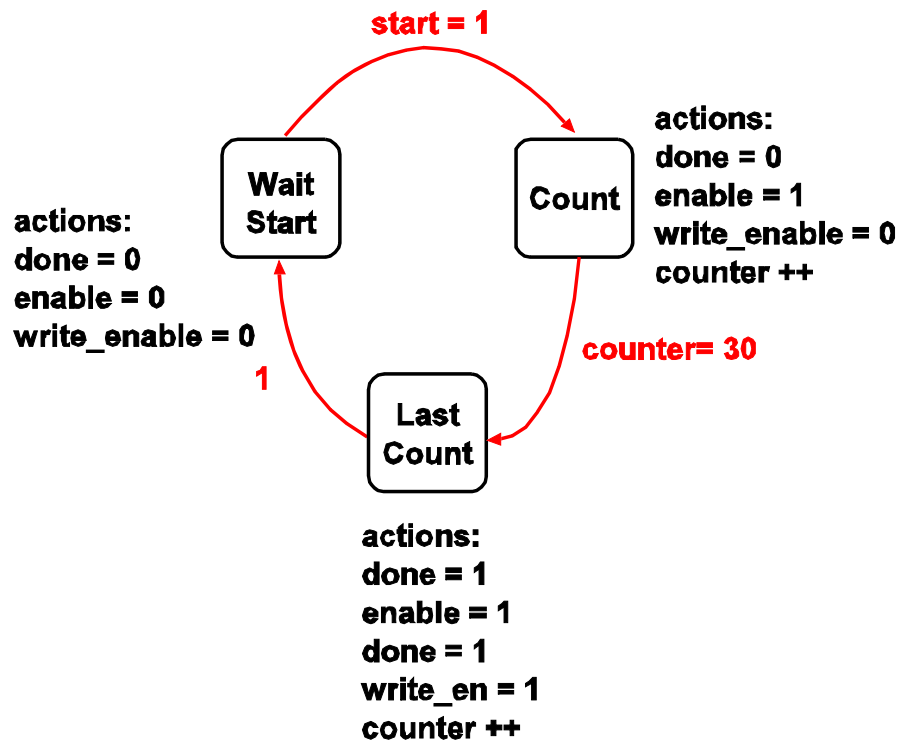 start = 1
Wait
Start
actions:
done = 0
enable = 0
write_enable = 0
Count
actions:
done = 0
enable = 1
write_enable = 0
counter ++
counter= 30
1
Last
Count
actions:
done = 1
enable = 1
done = 1
write_en = 1
counter ++